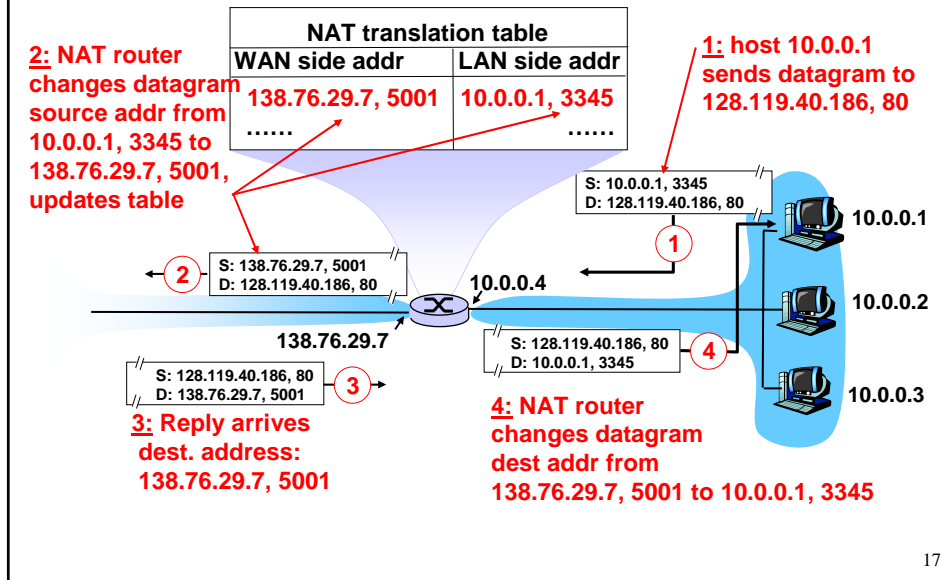 NAT translation table
WAN side addr LAN side addr
138.76.29.7, 5001 10.0.0.1, 3345
...... ......
2: NAT router
changes datagram
source addr from
10.0.0.1, 3345 to
138.76.29.7, 5001,
updates table
1: host 10.0.0.1
sends datagram to
128.119.40.186, 80
S: 10.0.0.1, 3345
D: 128.119.40.186, 80
1
10.0.0.1
S: 138.76.29.7, 5001
D: 128.119.40.186, 80
2
10.0.0.4
10.0.0.2
138.76.29.7
S: 128.119.40.186, 80
D: 10.0.0.1, 3345
4
S: 128.119.40.186, 80
D: 138.76.29.7, 5001
3
10.0.0.3
3: Reply arrives
dest. address:
138.76.29.7, 5001
4: NAT router
changes datagram
dest addr from
138.76.29.7, 5001 to 10.0.0.1, 3345
17